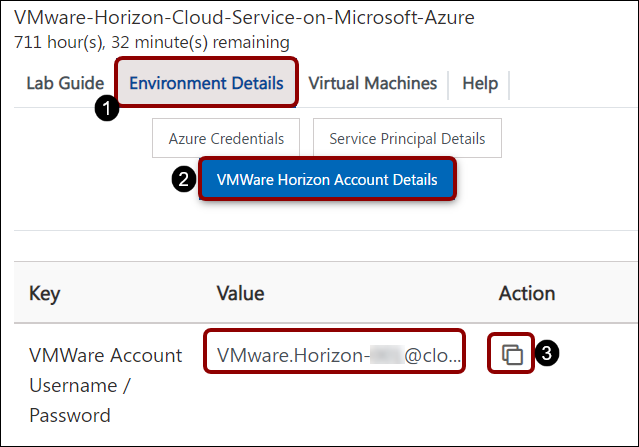 VMware-Horizon-Cloud-Service-on-Microsoft-Azure
711 hour(s), 32 minute(s) remaining
Lab Guide Environment Details Virtual Machines Help
1
Azure Credentials Service Principal Details
2 VMWare Horizon Account Details
Key Value Action
VMWare Account VMware.Horizon- @clo... 3
Username /
Password